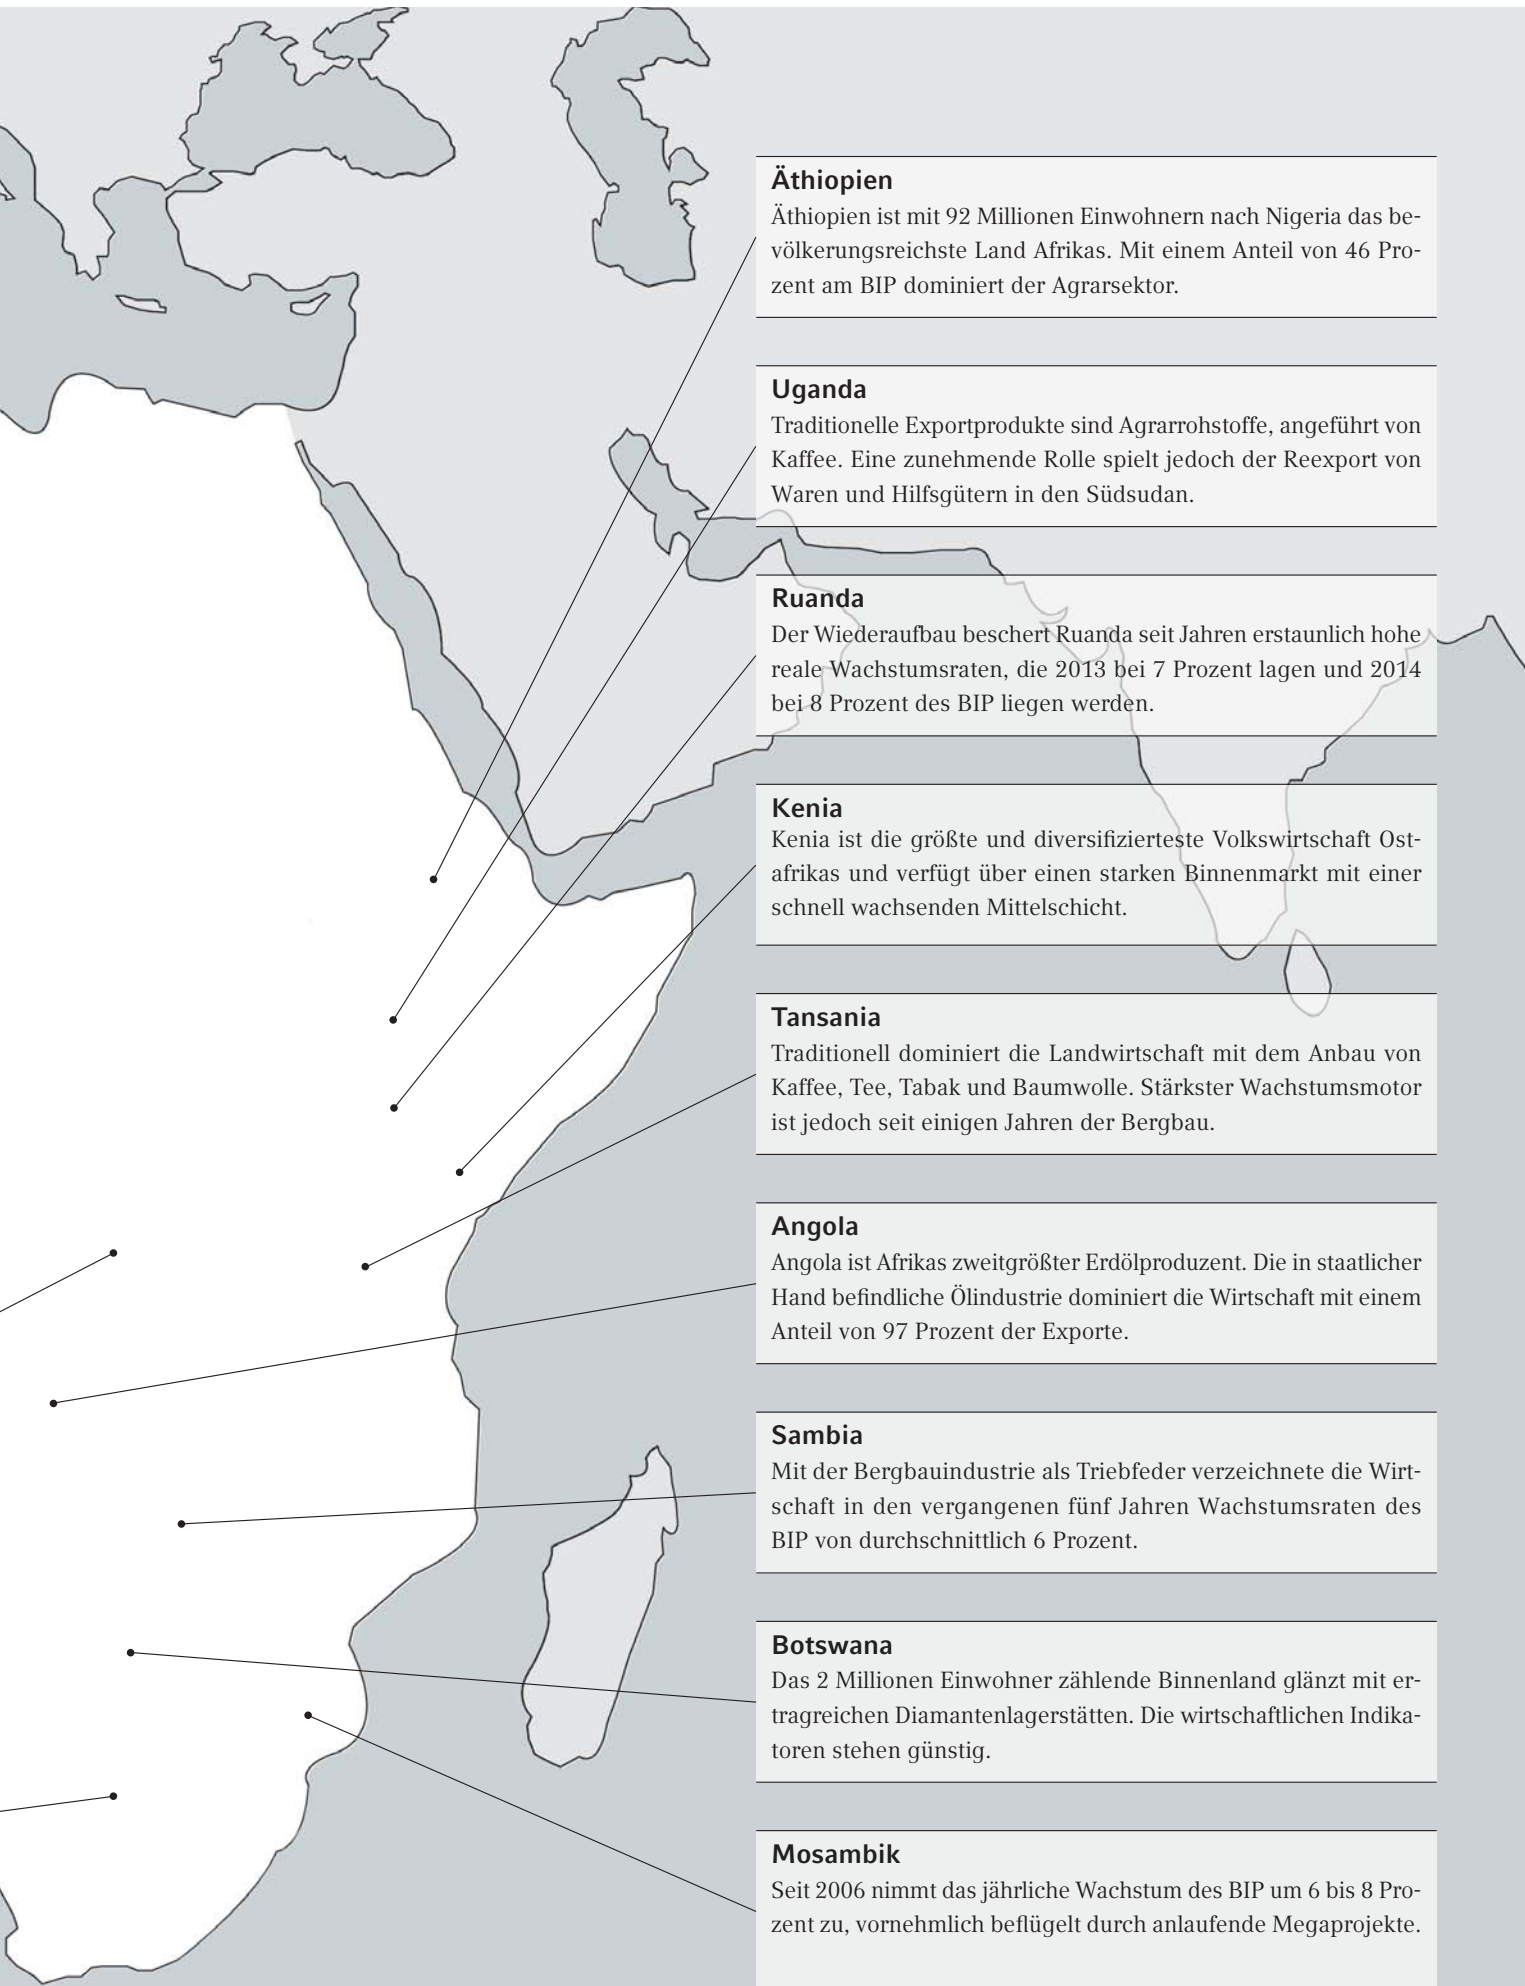 Äthiopien
Äthiopien ist mit 92 Millionen Einwohnern nach Nigeria das be-
völkerungsreichste Land Afrikas. Mit einem Anteil von 46 Pro-
zent am BIP dominiert der Agrarsektor.
Uganda
Traditionelle Exportprodukte sind Agrarrohstoffe, angeführt von
Kaffee. Eine zunehmende Rolle spielt jedoch der Reexport von
Waren und Hilfsgütern in den Südsudan.
Ruanda
Der Wiederaufbau beschert Ruanda seit Jahren erstaunlich hohe
reale Wachstumsraten, die 2013 bei 7 Prozent lagen und 2014
bei 8 Prozent des BIP liegen werden.
Kenia
Kenia ist die größte und diversifizierteste Volkswirtschaft Ost-
afrikas und verfügt über einen starken Binnenmarkt mit einer
schnell wachsenden Mittelschicht.
Tansania
Traditionell dominiert die Landwirtschaft mit dem Anbau von
Kaffee, Tee, Tabak und Baumwolle. Stärkster Wachstumsmotor
ist jedoch seit einigen Jahren der Bergbau.
Angola
Angola ist Afrikas zweitgrößter Erdölproduzent. Die in staatlicher
Hand befindliche Ölindustrie dominiert die Wirtschaft mit einem
Anteil von 97 Prozent der Exporte.
Sambia
Mit der Bergbauindustrie als Triebfeder verzeichnete die Wirt-
schaft in den vergangenen fünf Jahren Wachstumsraten des
BIP von durchschnittlich 6 Prozent.
Botswana
Das 2 Millionen Einwohner zählende Binnenland glänzt mit er-
tragreichen Diamantenlagerstätten. Die wirtschaftlichen Indika-
toren stehen günstig.
Mosambik
Seit 2006 nimmt das jährliche Wachstum des BIP um 6 bis 8 Pro-
zent zu, vornehmlich beflügelt durch anlaufende Megaprojekte.